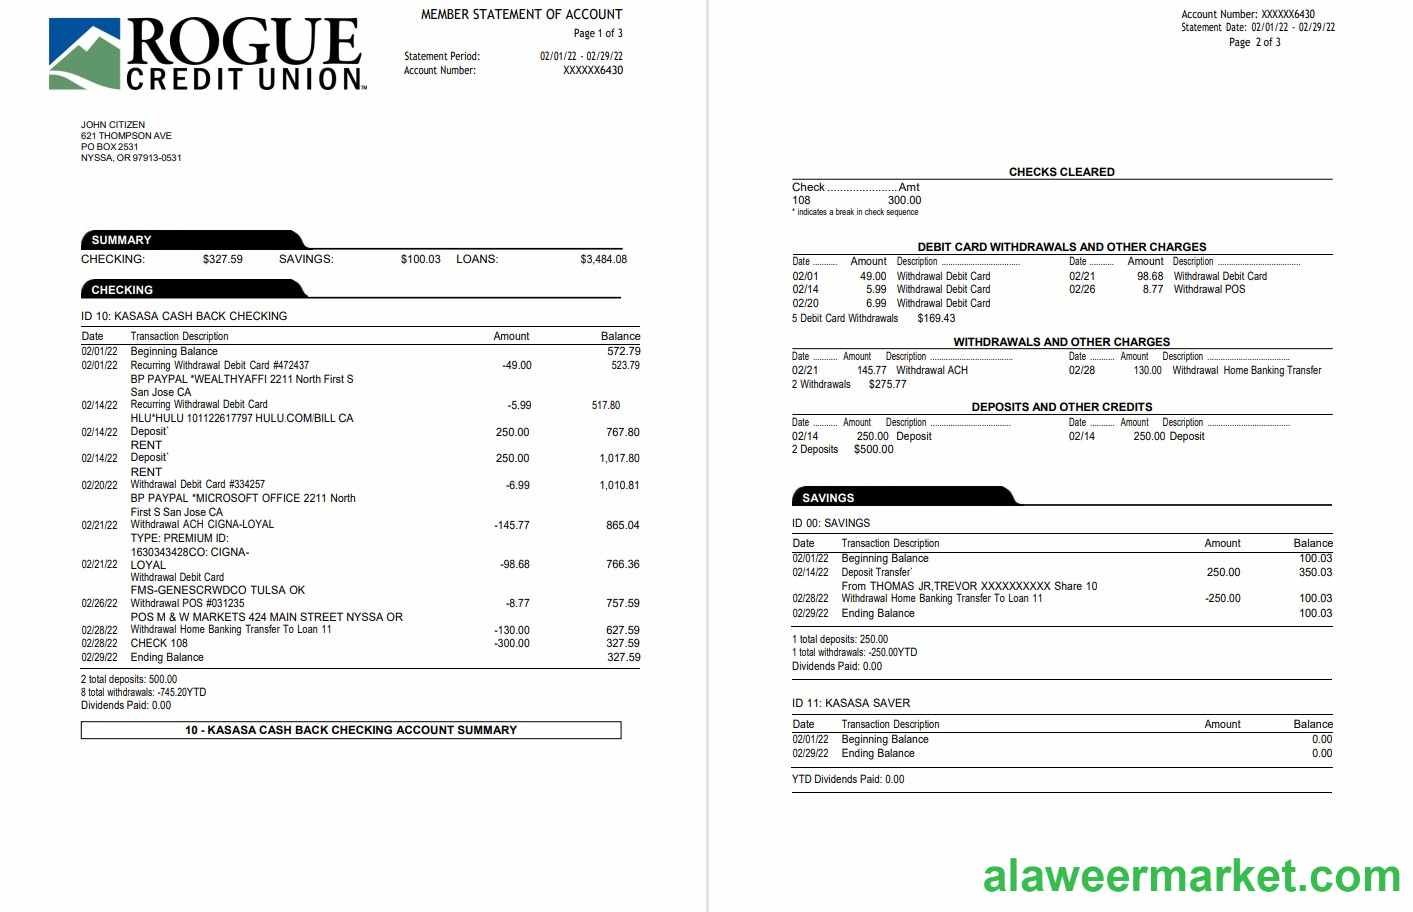 ROGUE
CREDIT UNION™
MEMBER STATEMENT OF ACCOUNT
Page 1 of 3
Statement Period: 02/01/22 - 02/29/22
Account Number: XXXXXX6430
JOHN CITIZEN
621 THOMPSON AVE
PO BOX 2531
NYSSA, OR 97913-0531
SUMMARY
CHECKING: $327.59 SAVINGS: $100.03 LOANS: $3,484.08
CHECKING
ID 10: KASASA CASH BACK CHECKING
Date Transaction Description Amount Balance
02/01/22 Beginning Balance 572.79
02/01/22 Recurring Withdrawal Debit Card #472437 -49.00 523.79
BP PAYPAL *WEALTHYAFFI 2211 North First S
San Jose CA
02/14/22 Recurring Withdrawal Debit Card -5.99 517.80
HLU*HULU 101122617797 HULU.COM/BILL CA
02/14/22 Deposit` 250.00 767.80
RENT
02/14/22 Deposit` 250.00 1,017.80
RENT
02/20/22 Withdrawal Debit Card #334257 -6.99 1,010.81
BP PAYPAL *MICROSOFT OFFICE 2211 North
First S San Jose CA
02/21/22 Withdrawal ACH CIGNA-LOYAL -145.77 865.04
TYPE: PREMIUM ID:
1630343428CO: CIGNA-
02/21/22 LOYAL -98.68 766.36
Withdrawal Debit Card
FMS-GENESCRWDCO TULSA OK
02/26/22 Withdrawal POS #031235 -8.77 757.59
POS M & W MARKETS 424 MAIN STREET NYSSA OR
02/28/22 Withdrawal Home Banking Transfer To Loan 11 -130.00 627.59
02/28/22 CHECK 108 -300.00 327.59
02/29/22 Ending Balance 327.59
2 total deposits: 500.00
8 total withdrawals: -745.20YTD
Dividends Paid: 0.00
10 - KASASA CASH BACK CHECKING ACCOUNT SUMMARY
Account Number: XXXXXX6430
Statement Date: 02/01/22 - 02/29/22
Page 2 of 3
CHECKS CLEARED
Check ...................... Amt
108 300.00
* indicates a break in check sequence
DEBIT CARD WITHDRAWALS AND OTHER CHARGES
Date ........... Amount Description .................................... Date ........... Amount Description ......................................
02/01 49.00 Withdrawal Debit Card 02/21 98.68 Withdrawal Debit Card
02/14 5.99 Withdrawal Debit Card 02/26 8.77 Withdrawal POS
02/20 6.99 Withdrawal Debit Card
5 Debit Card Withdrawals $169.43
WITHDRAWALS AND OTHER CHARGES
Date ........... Amount Description ...................................... Date ........... Amount Description ......................................
02/21 145.77 Withdrawal ACH 02/28 130.00 Withdrawal Home Banking Transfer
2 Withdrawals $275.77
DEPOSITS AND OTHER CREDITS
Date ........... Amount Description ..................................... Date ........... Amount Description ......................................
02/14 250.00 Deposit 02/14 250.00 Deposit
2 Deposits $500.00
SAVINGS
ID 00: SAVINGS
Date Transaction Description Amount Balance
02/01/22 Beginning Balance 100.03
02/14/22 Deposit Transfer` 250.00 350.03
From THOMAS JR,TREVOR XXXXXXXXXX Share 10
02/28/22 Withdrawal Home Banking Transfer To Loan 11 -250.00 100.03
02/29/22 Ending Balance 100.03
1 total deposits: 250.00
1 total withdrawals: -250.00YTD
Dividends Paid: 0.00
ID 11: KASASA SAVER
Date Transaction Description Amount Balance
02/01/22 Beginning Balance 0.00
02/29/22 Ending Balance 0.00
YTD Dividends Paid: 0.00
alaweermarket.com